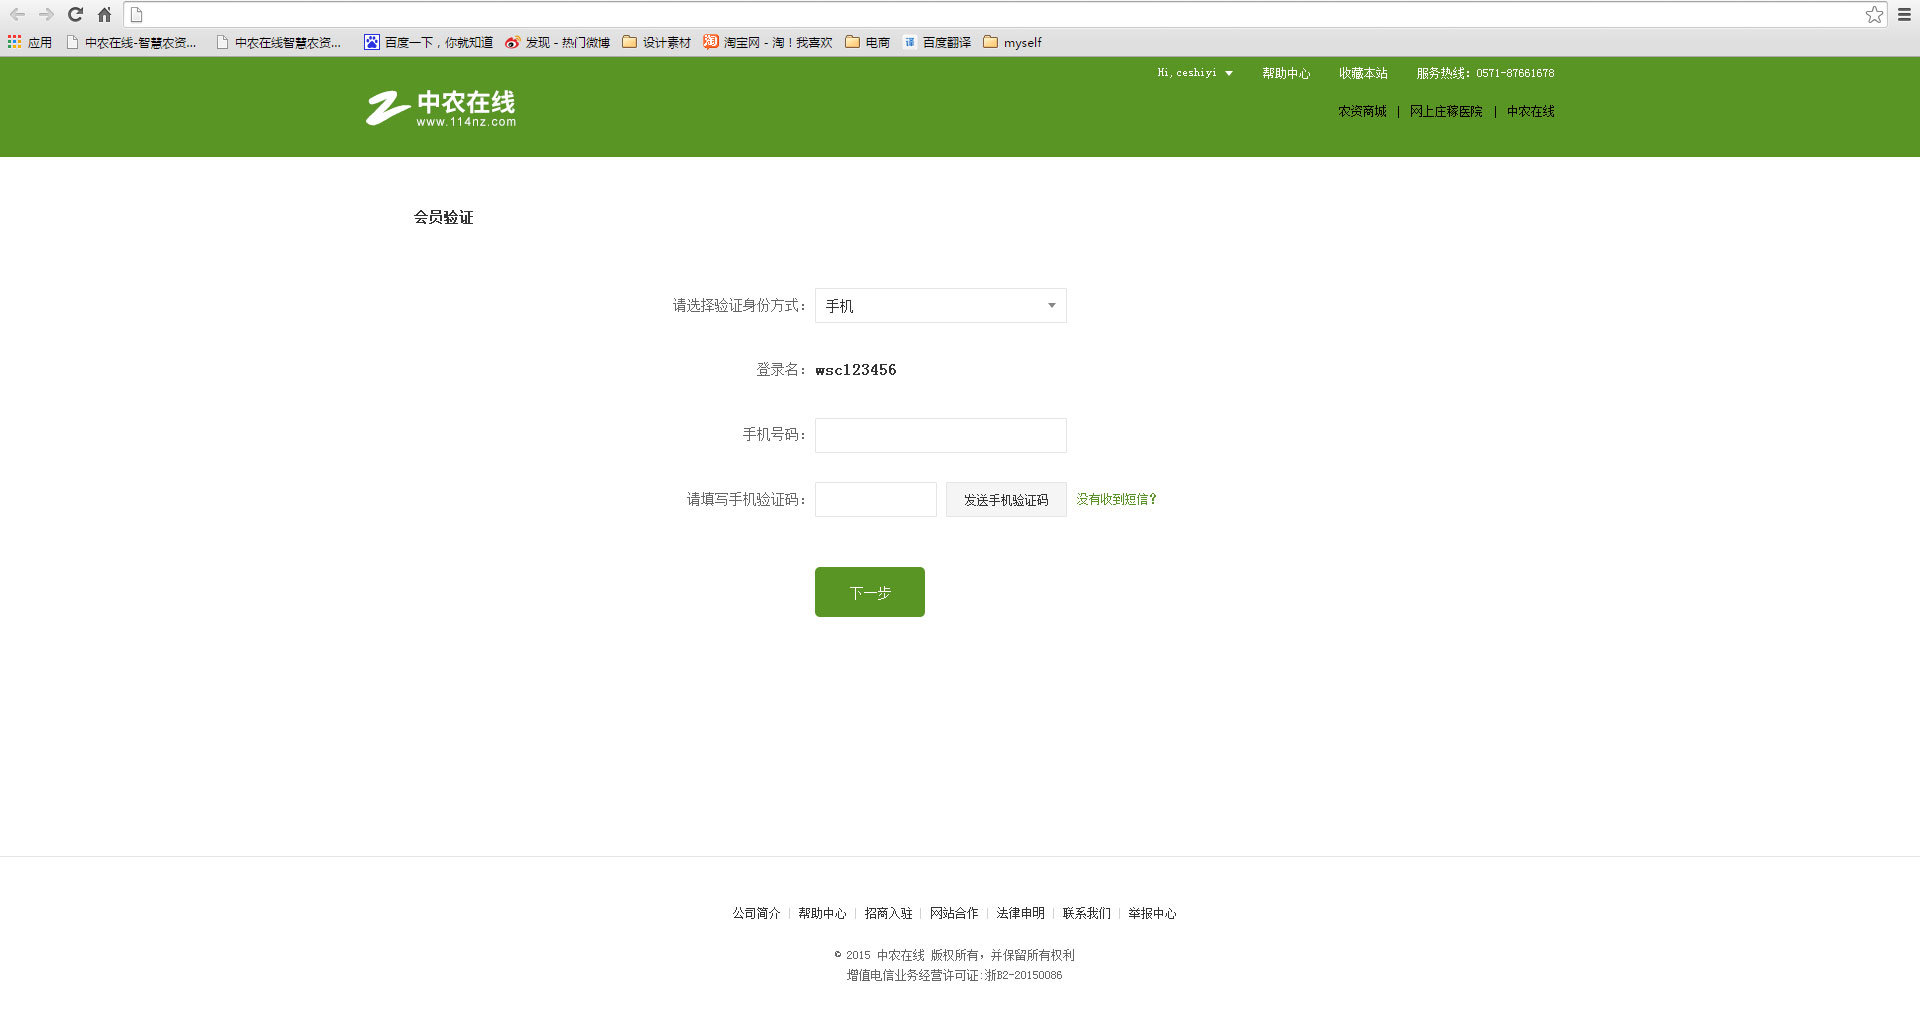 应用 中农在线-智慧农资... 中农在线智慧农资... 百度一下，你就知道 发现 - 热门微博 设计素材 淘宝网 - 淘！我喜欢 电商 百度翻译 myself
Hi,ceshiyi 帮助中心 收藏本站 服务热线：0571-87661678
中农在线
www.114nz.com
农资商城 | 网上庄稼医院 | 中农在线
会员验证
请选择验证身份方式： 手机
登录名： wsc123456
手机号码：
请填写手机验证码： 发送手机验证码 没有收到短信？
下一步
公司简介 | 帮助中心 | 招商入驻 | 网站合作 | 法律申明 | 联系我们 | 举报中心
© 2015 中农在线 版权所有，并保留所有权利
增值电信业务经营许可证:浙B2-20150086